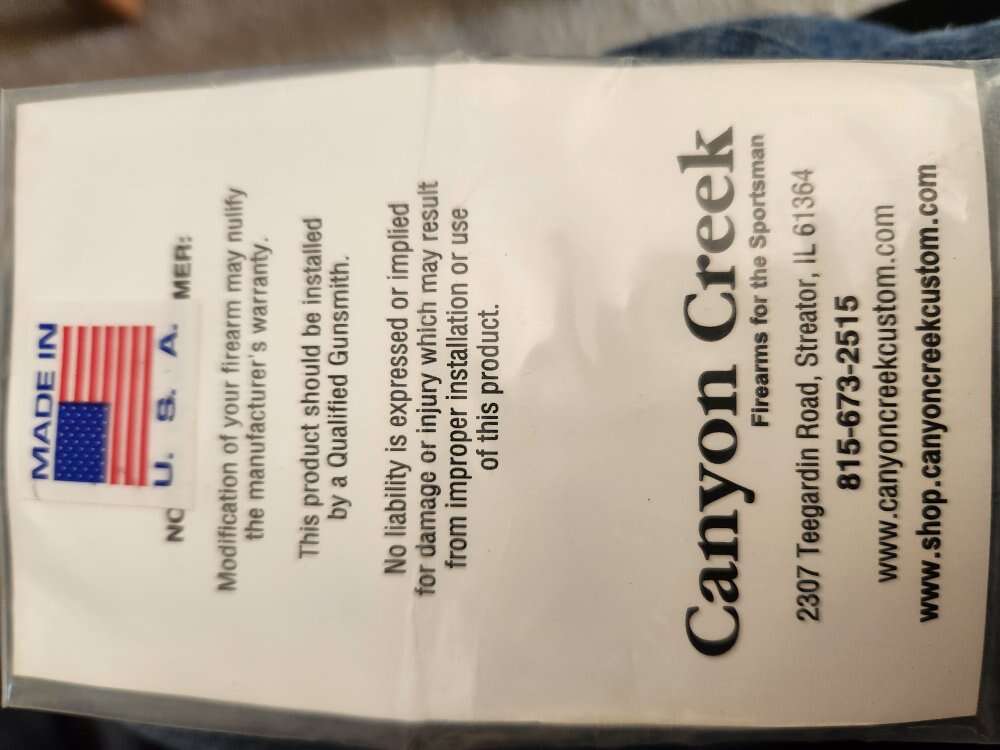 MADE IN
U. S. A.
NO MER:
Modification of your firearm may nulify
the manufacturer's warranty.
This product should be installed
by a Qualified Gunsmith.
No liability is expressed or implied
for damage or injury which may result
from improper installation or use
of this product.
Canyon Creek
Firearms for the Sportsman
2307 Teegardin Road, Streator, IL 61364
815-673-2515
www.canyoncreekcustom.com
www.shop.canyoncreekcustom.com